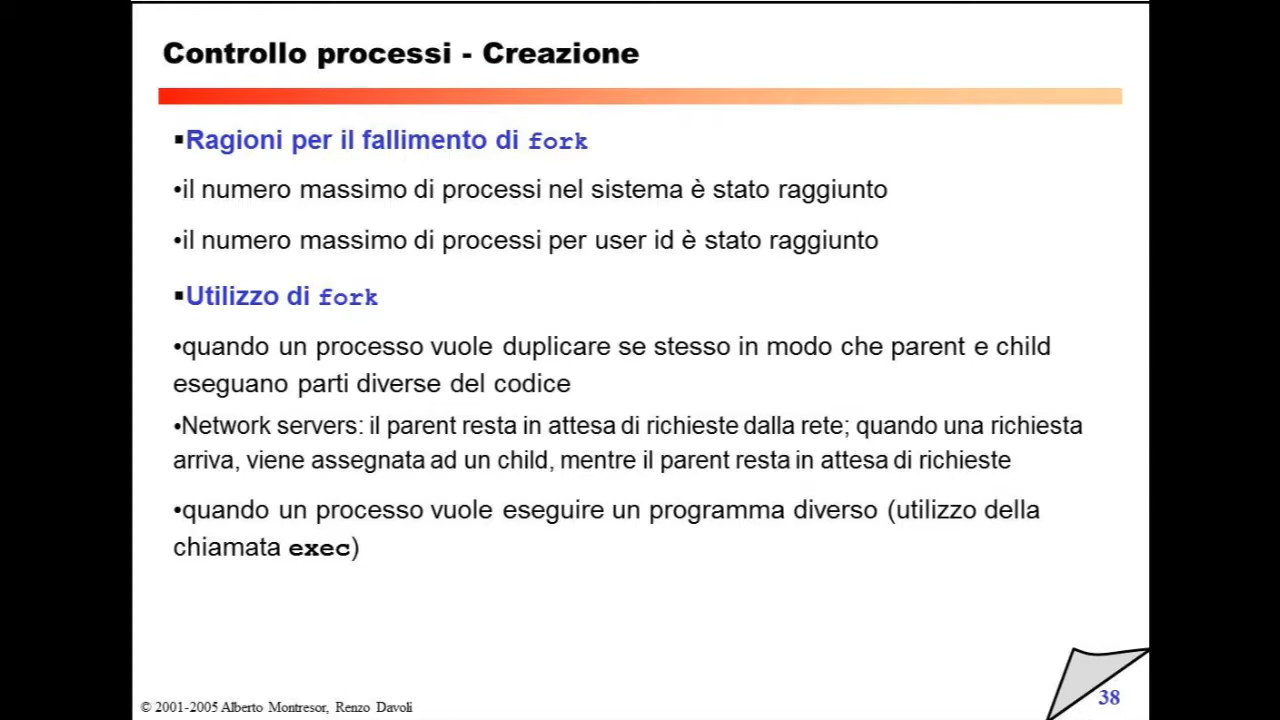 Controllo processi - Creazione
▪Ragioni per il fallimento di fork
•il numero massimo di processi nel sistema è stato raggiunto
•il numero massimo di processi per user id è stato raggiunto
▪Utilizzo di fork
•quando un processo vuole duplicare se stesso in modo che parent e child
eseguano parti diverse del codice
•Network servers: il parent resta in attesa di richieste dalla rete; quando una richiesta
arriva, viene assegnata ad un child, mentre il parent resta in attesa di richieste
•quando un processo vuole eseguire un programma diverso (utilizzo della
chiamata exec)
© 2001-2005 Alberto Montresor, Renzo Davoli
38